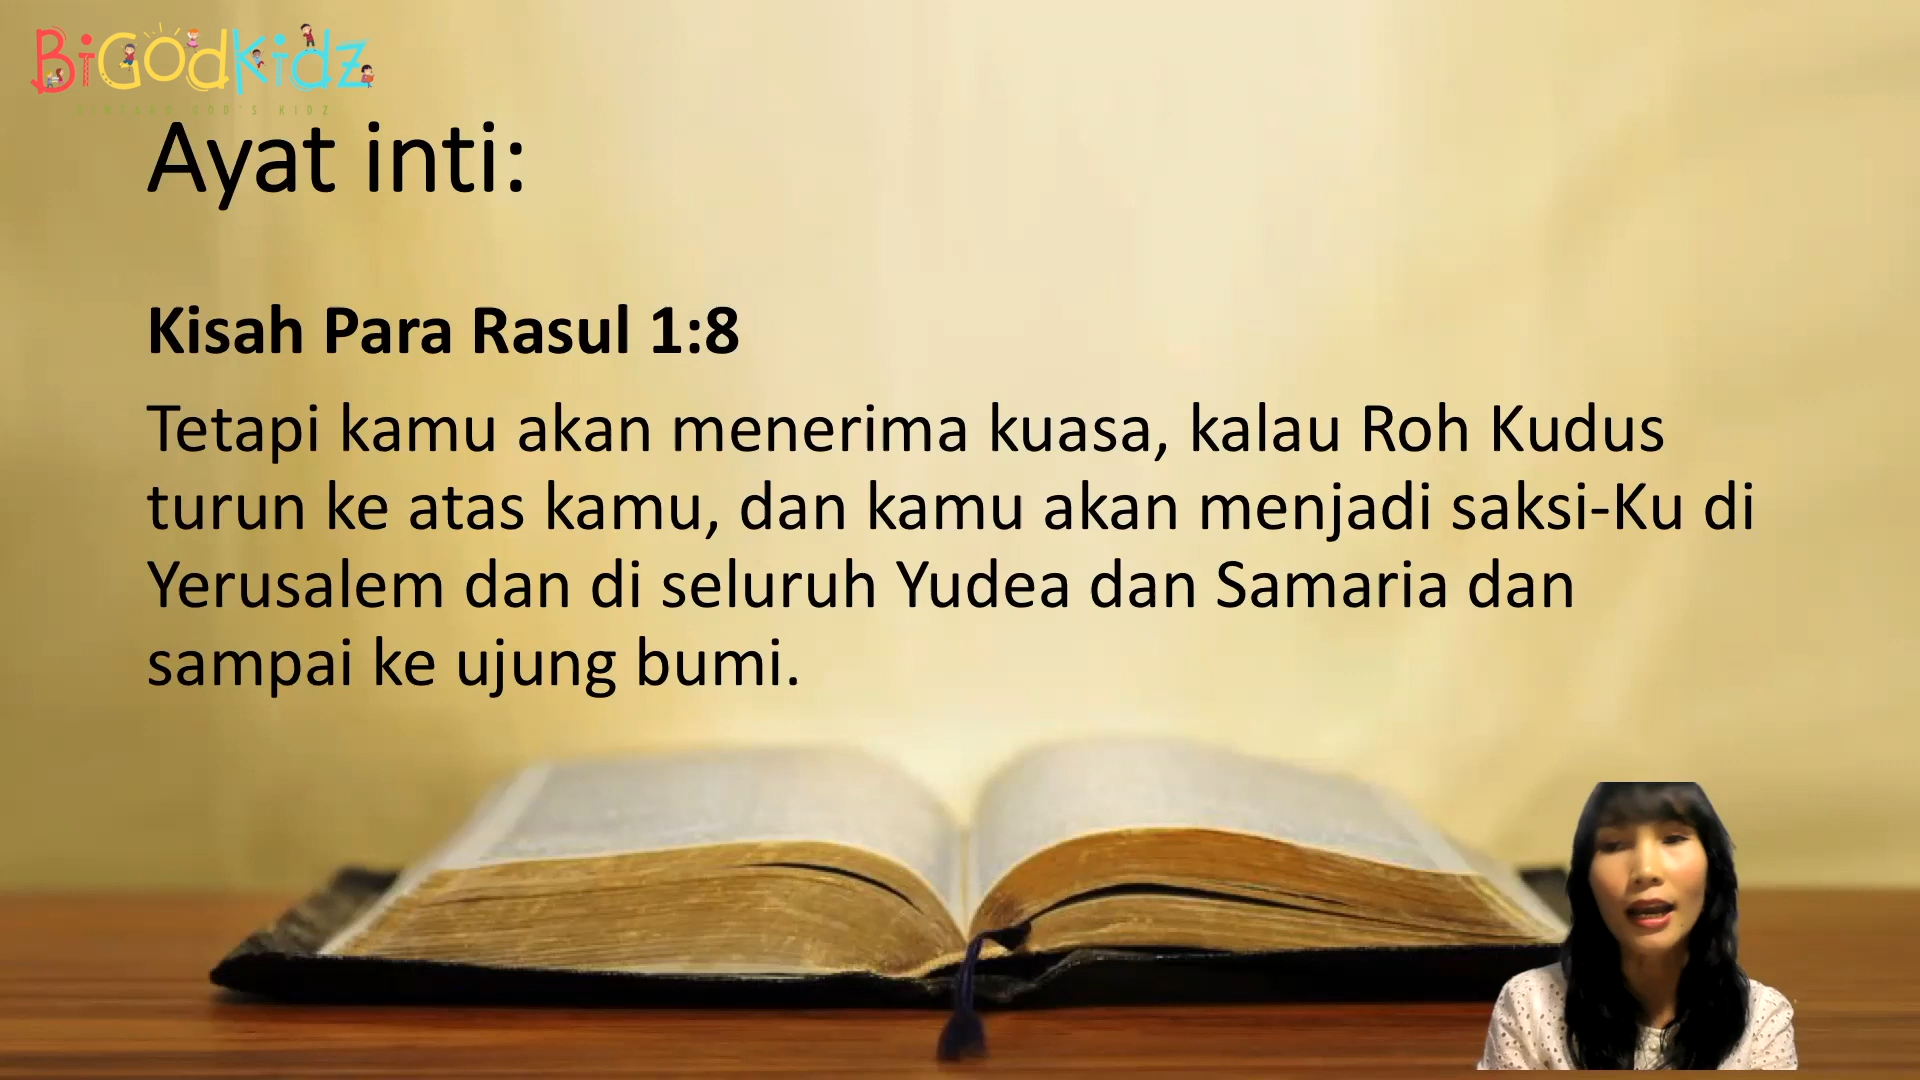 BiGodkidz
Ayat inti:
Kisah Para Rasul 1:8
Tetapi kamu akan menerima kuasa, kalau Roh Kudus
turun ke atas kamu, dan kamu akan menjadi saksi-Ku di
Yerusalem dan di seluruh Yudea dan Samaria dan
sampai ke ujung bumi.